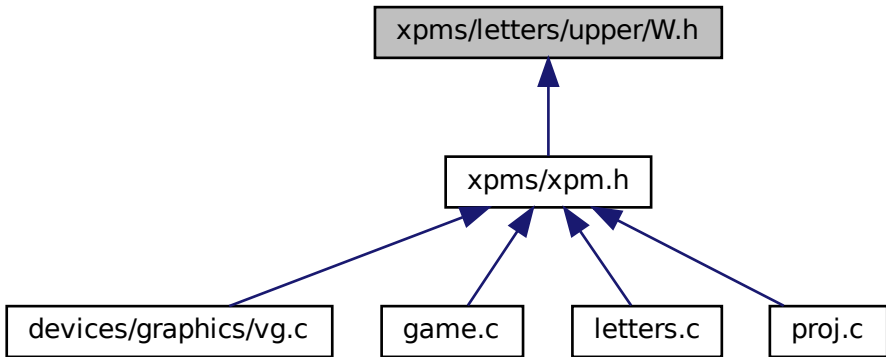 xpms/letters/upper/W.h
xpms/xpm.h
devices/graphics/vg.c
game.c
letters.c
proj.c